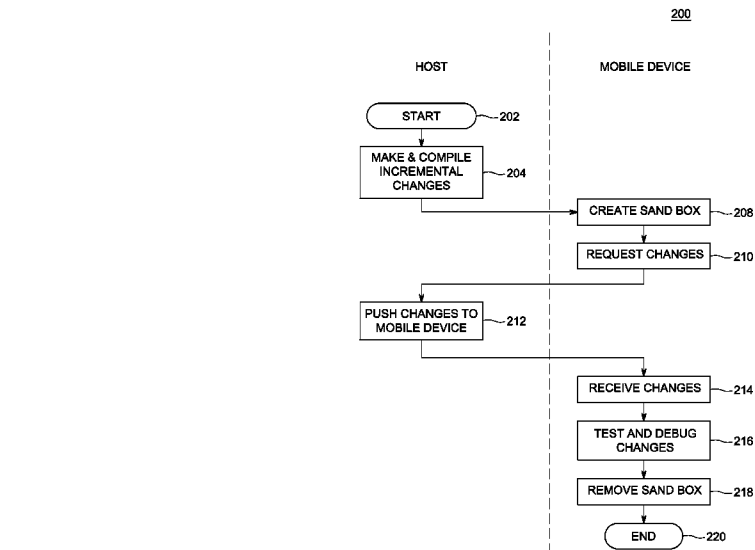 200
HOST
MOBILE DEVICE
START
202
MAKE & COMPILE
INCREMENTAL
CHANGES
204
CREATE SAND BOX
208
REQUEST CHANGES
210
PUSH CHANGES TO
MOBILE DEVICE
212
RECEIVE CHANGES
214
TEST AND DEBUG
CHANGES
216
REMOVE SAND BOX
218
END
220